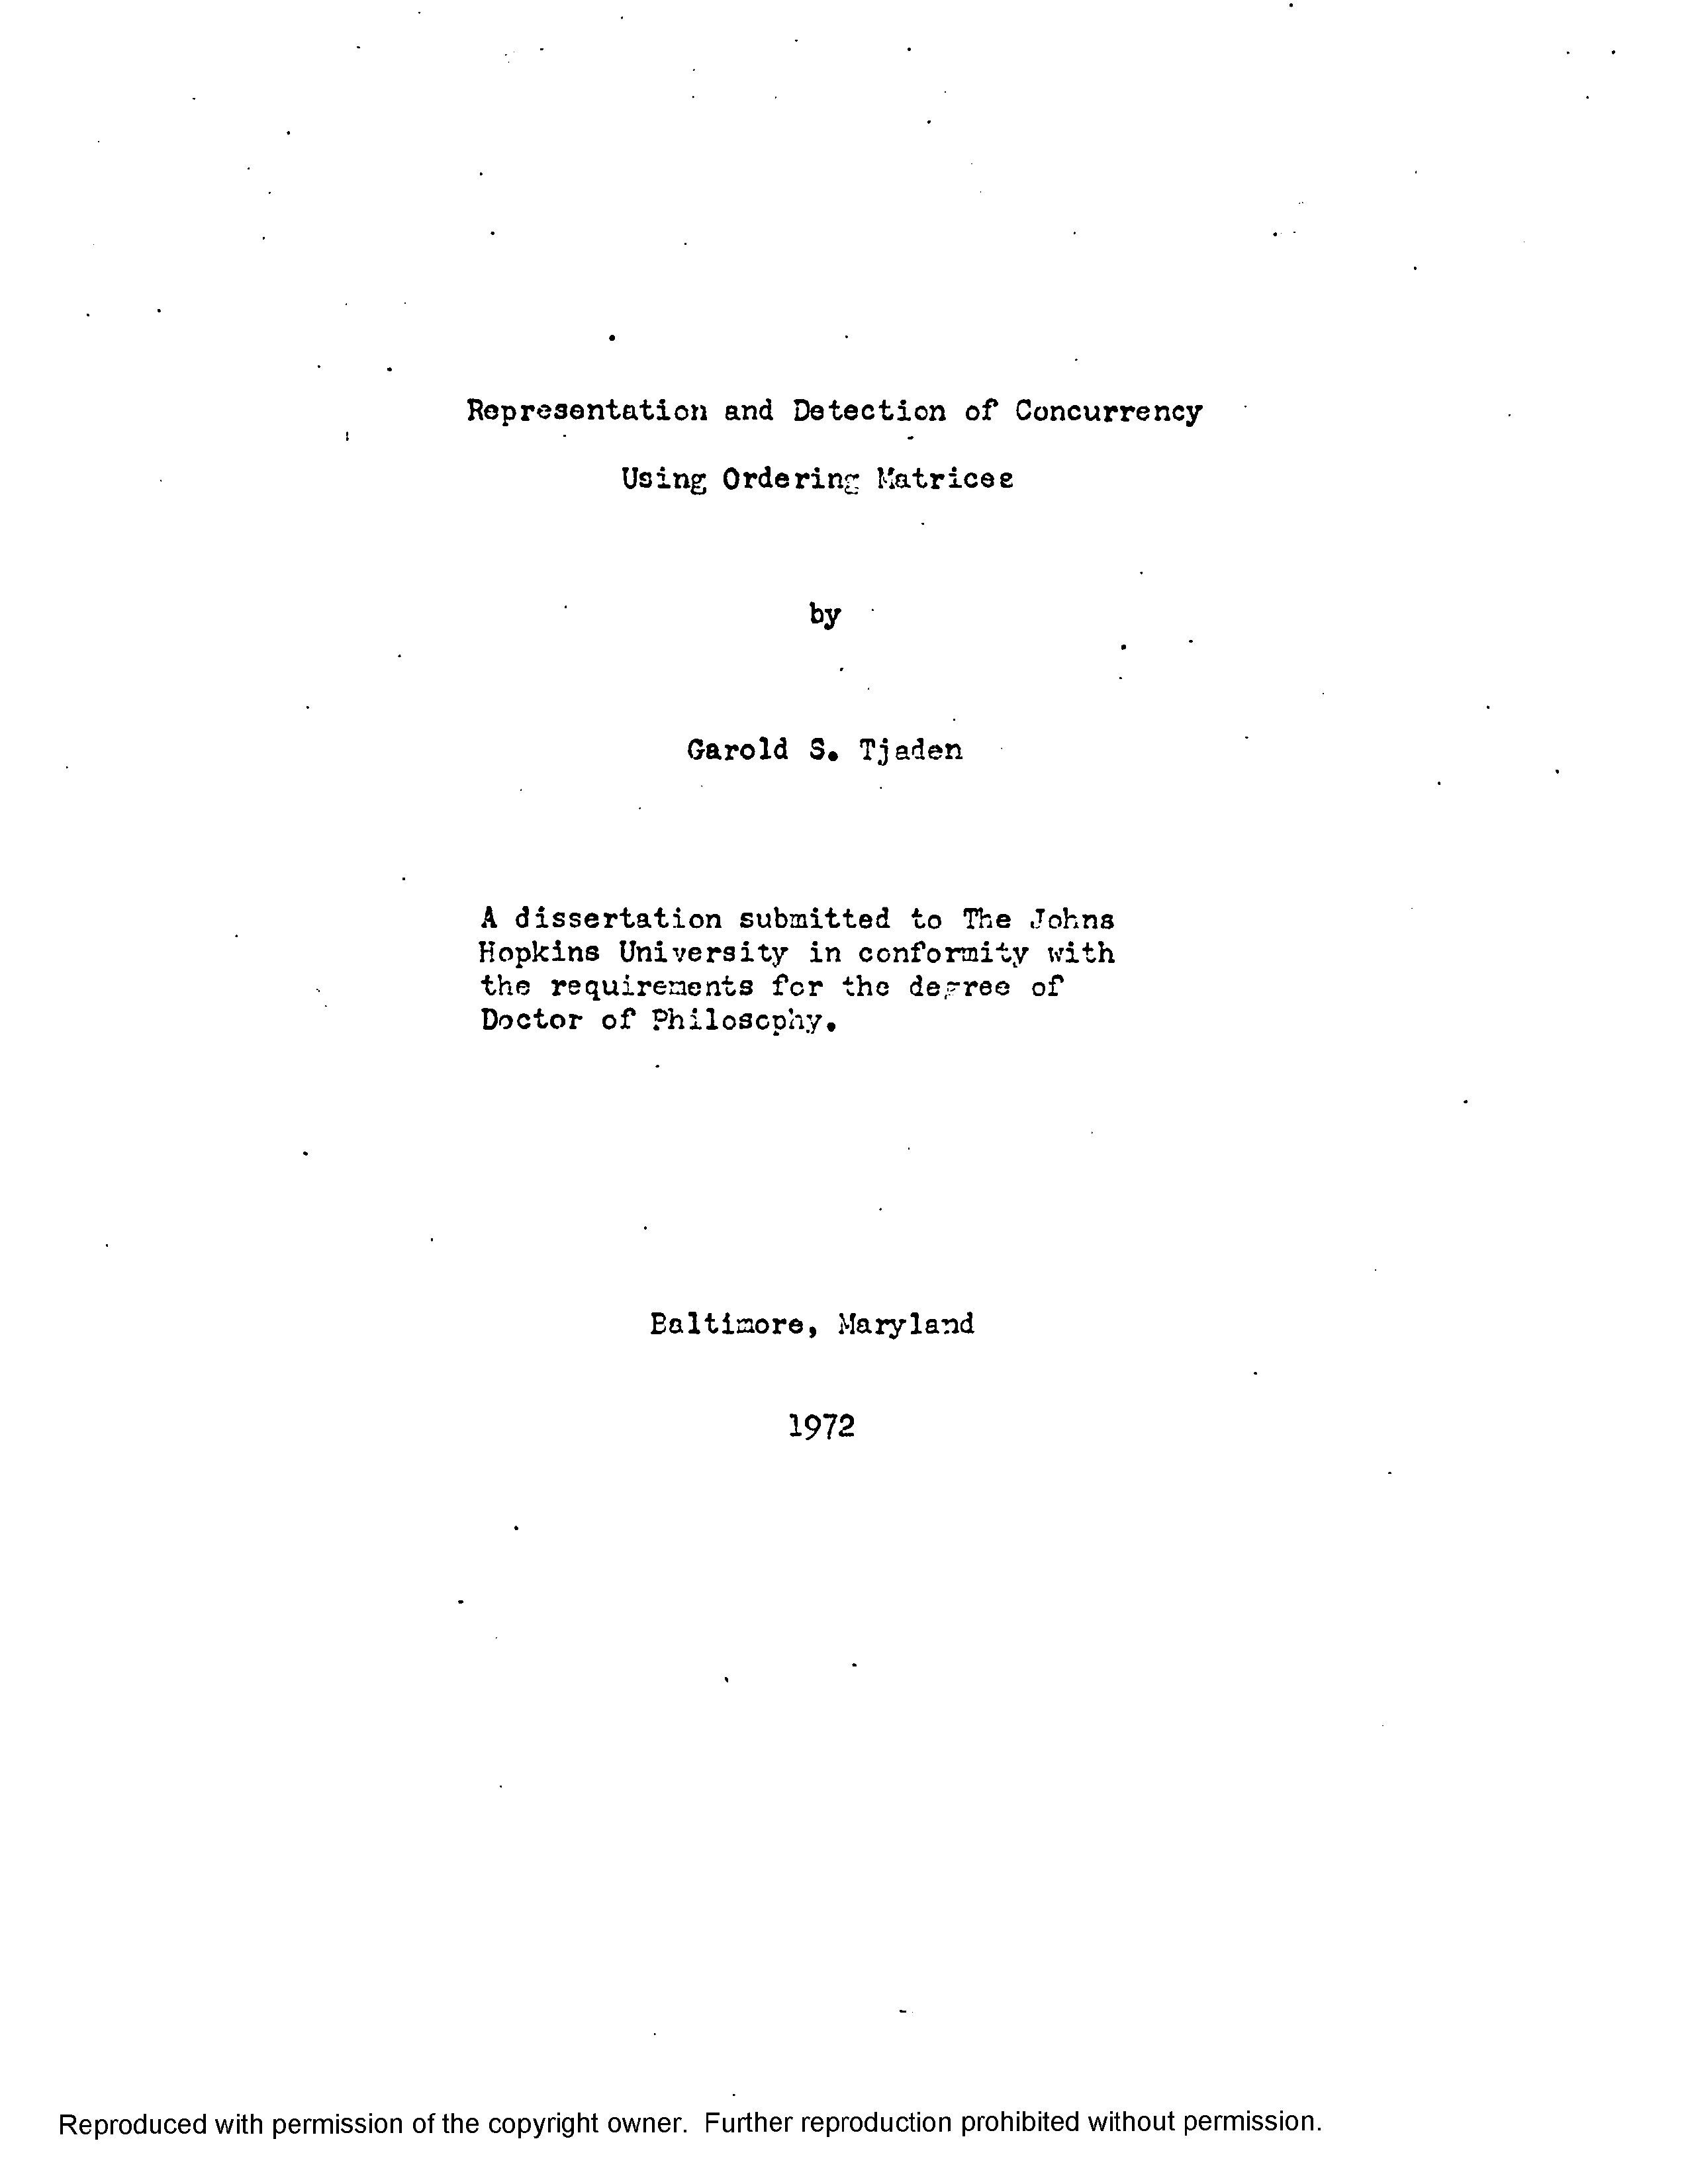 Representation and Detection of Concurrency
Using Ordering Matrices
by
Garold S. Tjaden
A dissertation submitted to The Johns
Hopkins University in conformity with
the requirements for the degree of
Doctor of Philosophy.
Baltimore, Maryland
1972
Reproduced with permission of the copyright owner. Further reproduction prohibited without permission.